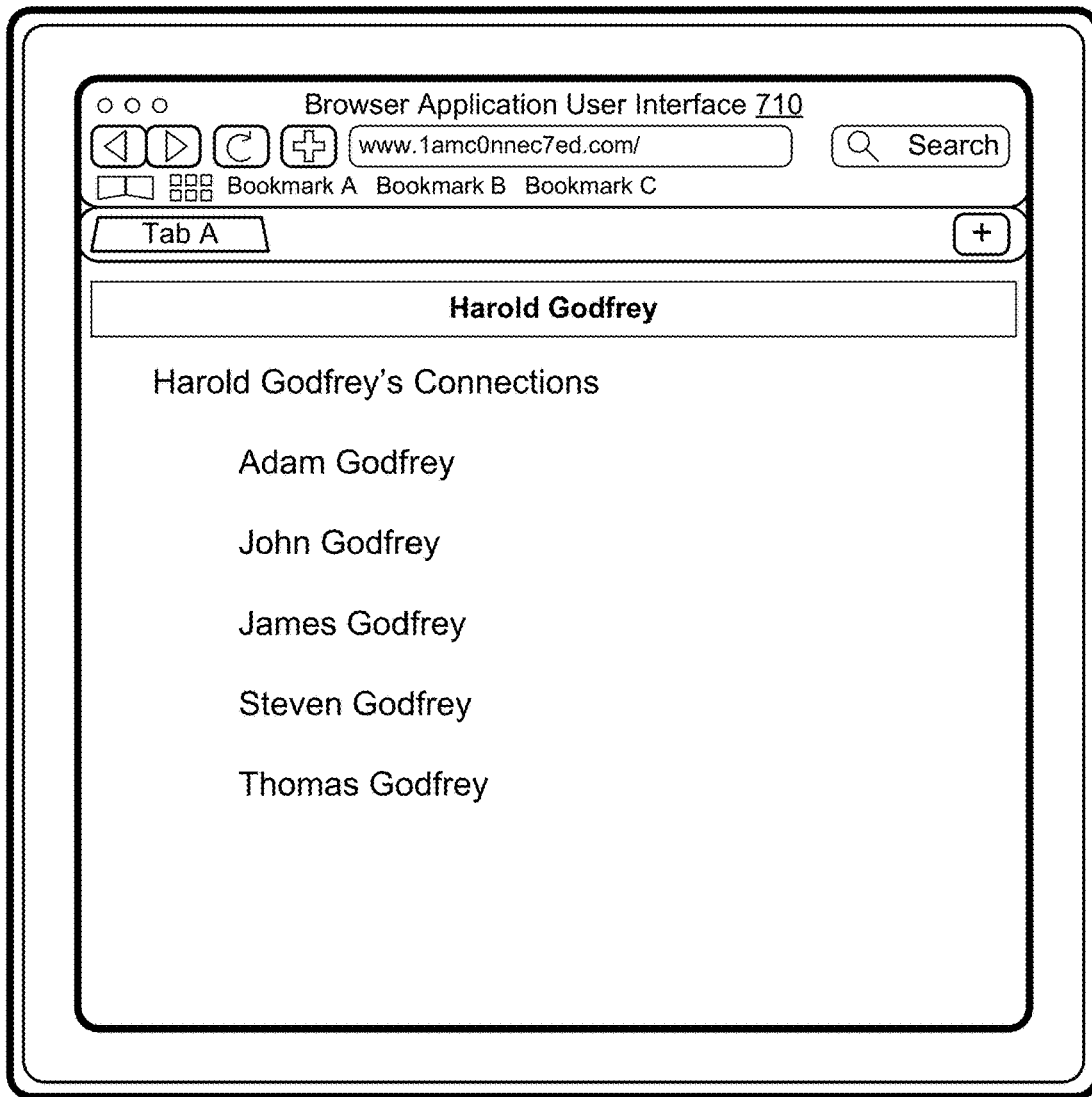 Browser Application User Interface 710
www.1amc0nnec7ed.com/
Search
Bookmark A Bookmark B Bookmark C
Tab A
+
Harold Godfrey
Harold Godfrey’s Connections
Adam Godfrey
John Godfrey
James Godfrey
Steven Godfrey
Thomas Godfrey